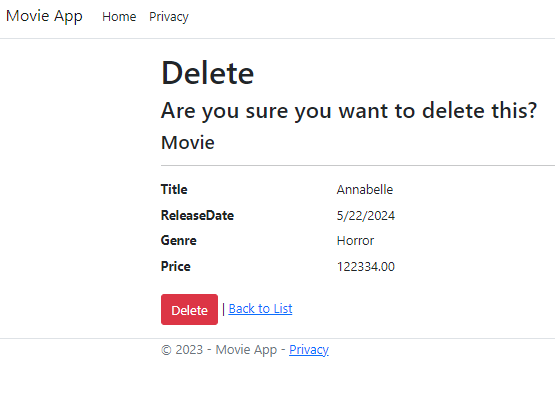 Movie App Home Privacy
Delete
Are you sure you want to delete this?
Movie
Title Annabelle
ReleaseDate 5/22/2024
Genre Horror
Price 122334.00
Delete | Back to List
© 2023 - Movie App - Privacy